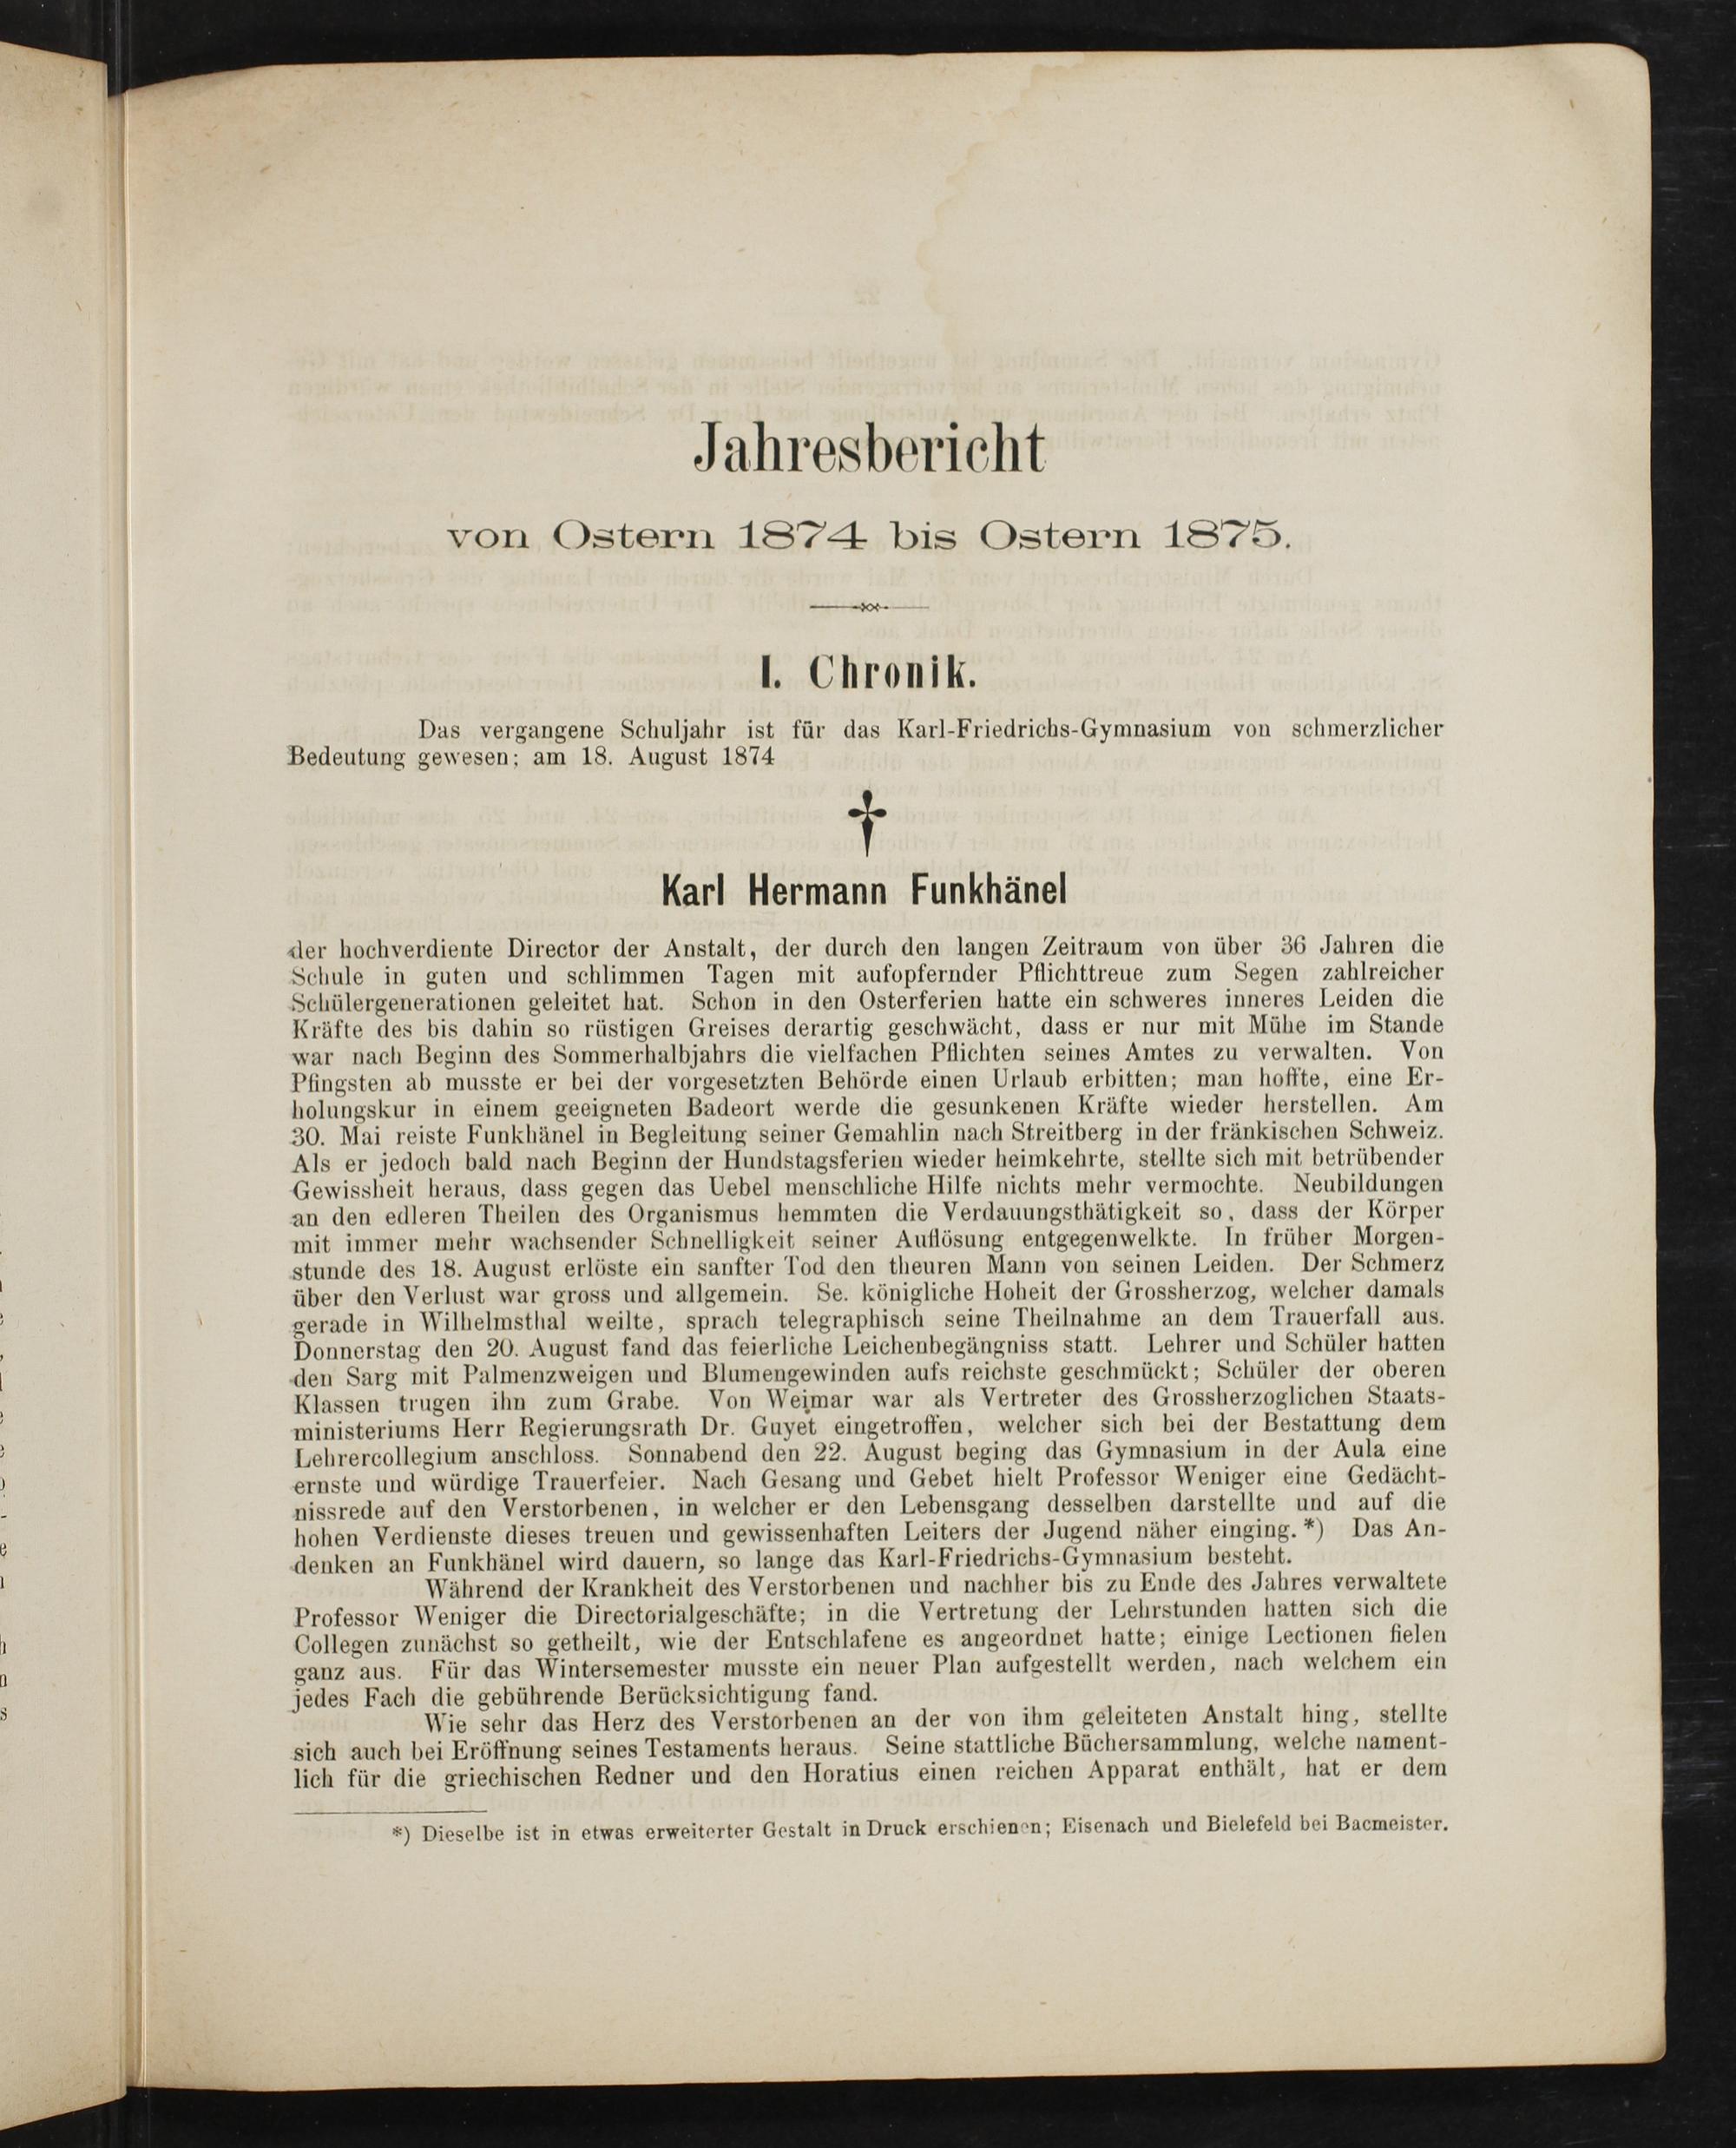 Jahresbericht
von Ostern 1874 bis Ostern 1875.
I. Chronik.
Das vergangene Schuljahr ist für das Karl-Friedrichs-Gymnasium von schmerzlicher
Bedeutung gewesen; am 18. August 1874
†
Karl Hermann Funkhänel
der hochverdiente Director der Anstalt, der durch den langen Zeitraum von über 36 Jahren die
Schule in guten und schlimmen Tagen mit aufopfernder Pflichttreue zum Segen zahlreicher
Schülergenerationen geleitet hat. Schon in den Osterferien hatte ein schweres inneres Leiden die
Kräfte des bis dahin so rüstigen Greises derartig geschwächt, dass er nur mit Mühe im Stande
war nach Beginn des Sommerhalbjahrs die vielfachen Pflichten seines Amtes zu verwalten. Von
Pfingsten ab musste er bei der vorgesetzten Behörde einen Urlaub erbitten; man hoffte, eine Er-
holungskur in einem geeigneten Badeort werde die gesunkenen Kräfte wieder herstellen. Am
30. Mai reiste Funkhänel in Begleitung seiner Gemahlin nach Streitberg in der fränkischen Schweiz.
Als er jedoch bald nach Beginn der Hundstagsferien wieder heimkehrte, stellte sich mit betrübender
Gewissheit heraus, dass gegen das Uebel menschliche Hilfe nichts mehr vermochte. Neubildungen
an den edleren Theilen des Organismus hemmten die Verdauungsthätigkeit so, dass der Körper
mit immer mehr wachsender Schnelligkeit seiner Auflösung entgegenwelkte. In früher Morgen-
stunde des 18. August erlöste ein sanfter Tod den theuren Mann von seinen Leiden. Der Schmerz
über den Verlust war gross und allgemein. Se. königliche Hoheit der Grossherzog, welcher damals
gerade in Wilhelmsthal weilte, sprach telegraphisch seine Theilnahme an dem Trauerfall aus.
Donnerstag den 20. August fand das feierliche Leichenbegängniss statt. Lehrer und Schüler hatten
den Sarg mit Palmenzweigen und Blumengewinden aufs reichste geschmückt; Schüler der oberen
Klassen trugen ihn zum Grabe. Von Weimar war als Vertreter des Grossherzoglichen Staats-
ministeriums Herr Regierungsrath Dr. Guyet eingetroffen, welcher sich bei der Bestattung dem
Lehrercollegium anschloss. Sonnabend den 22. August beging das Gymnasium in der Aula eine
ernste und würdige Trauerfeier. Nach Gesang und Gebet hielt Professor Weniger eine Gedächt-
nissrede auf den Verstorbenen, in welcher er den Lebensgang desselben darstellte und auf die
hohen Verdienste dieses treuen und gewissenhaften Leiters der Jugend näher einging. *) Das An-
denken an Funkhänel wird dauern, so lange das Karl-Friedrichs-Gymnasium besteht.
Während der Krankheit des Verstorbenen und nachher bis zu Ende des Jahres verwaltete
Professor Weniger die Directorialgeschäfte; in die Vertretung der Lehrstunden hatten sich die
Collegen zunächst so getheilt, wie der Entschlafene es angeordnet hatte; einige Lectionen fielen
ganz aus. Für das Wintersemester musste ein neuer Plan aufgestellt werden, nach welchem ein
jedes Fach die gebührende Berücksichtigung fand.
Wie sehr das Herz des Verstorbenen an der von ihm geleiteten Anstalt hing, stellte
sich auch bei Eröffnung seines Testaments heraus. Seine stattliche Büchersammlung, welche nament-
lich für die griechischen Redner und den Horatius einen reichen Apparat enthält, hat er dem
*) Dieselbe ist in etwas erweiterter Gestalt in Druck erschienen; Eisenach und Bielefeld bei Bacmeister.